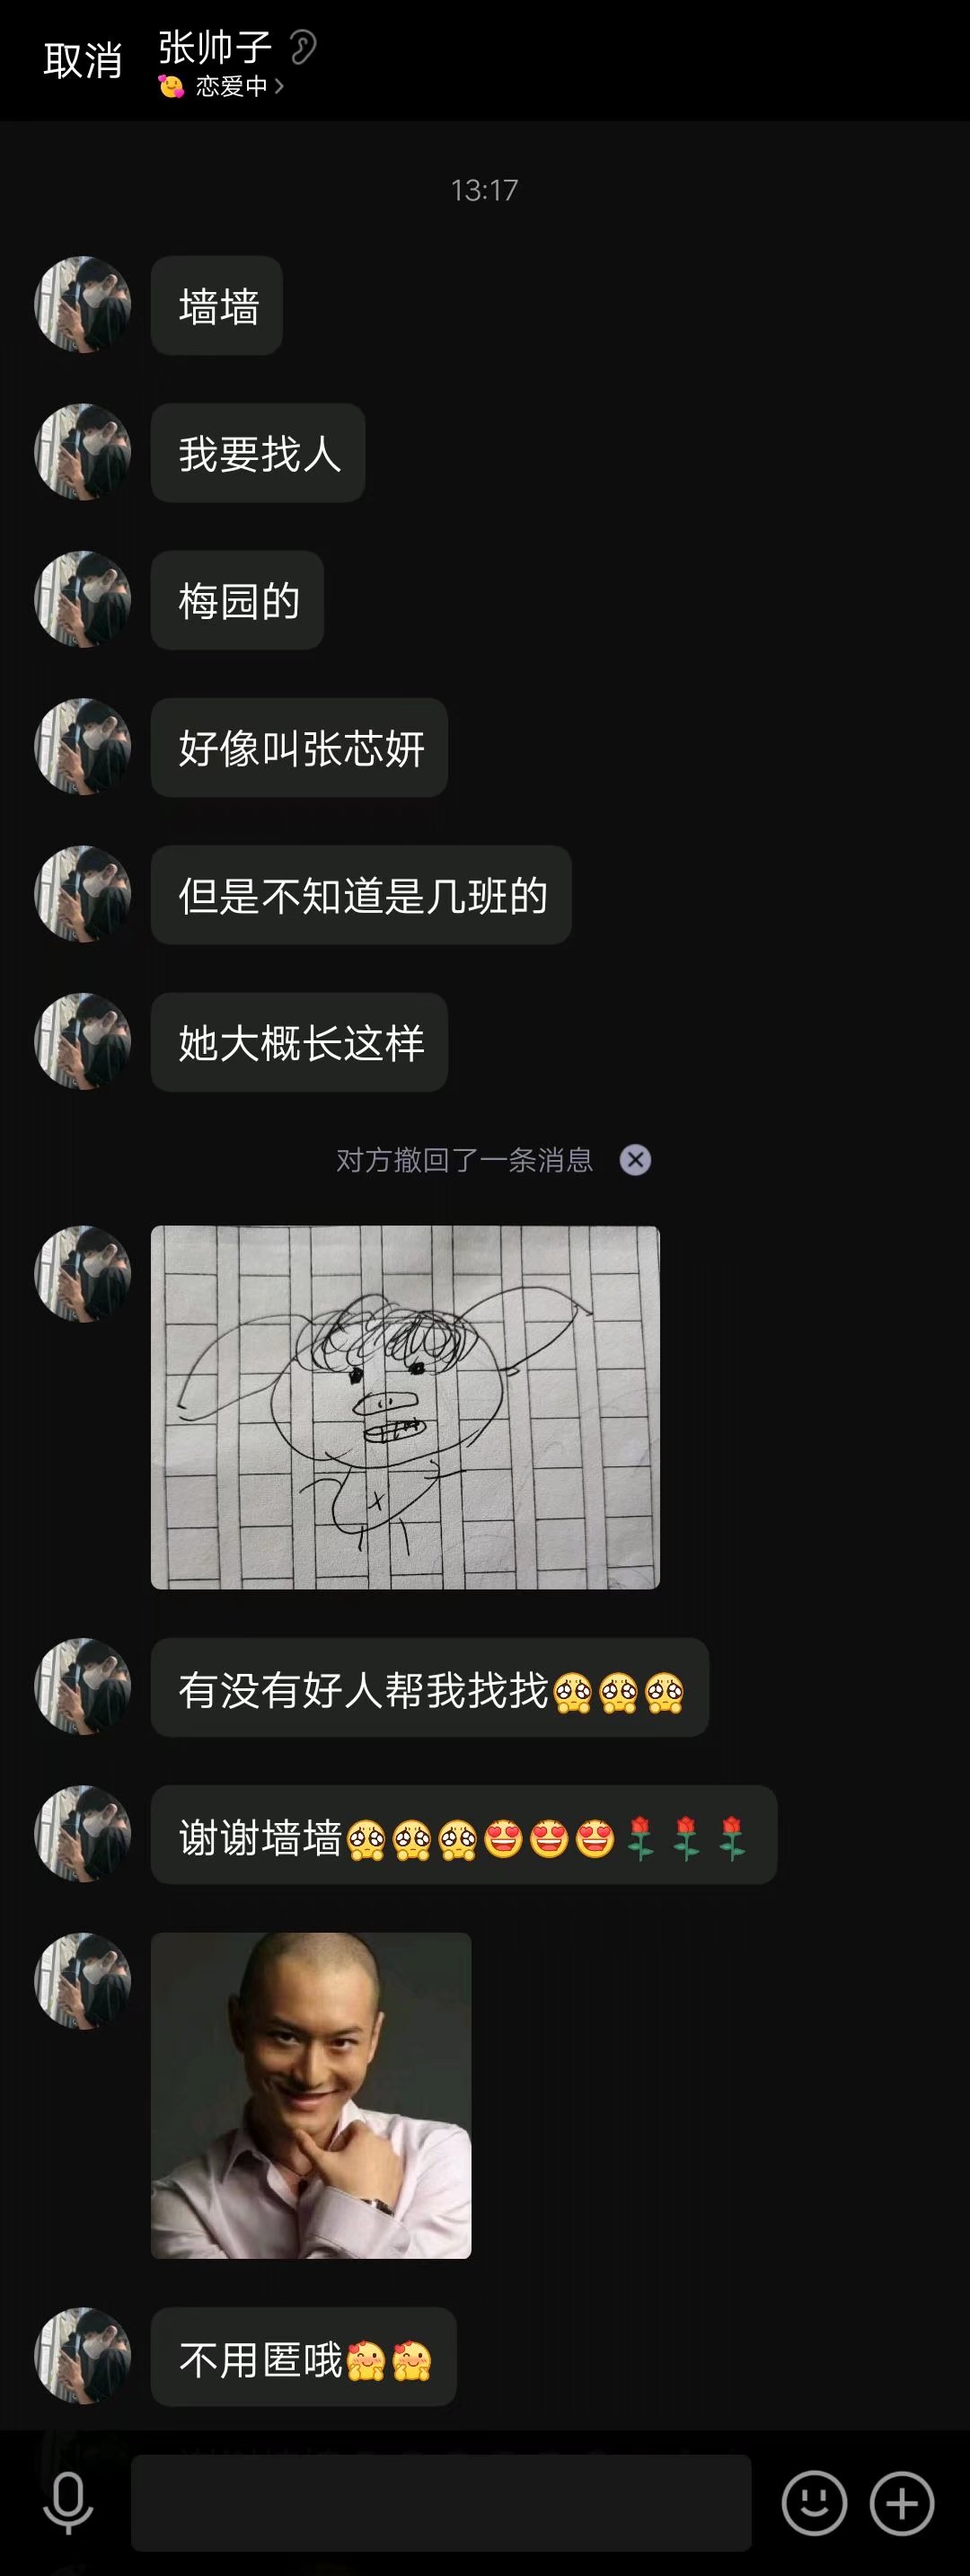 取消
张帅子
恋爱中
13:17
墙墙
我要找人
梅园的
好像叫张芯妍
但是不知道是几班的
她大概长这样
对方撤回了一条消息
有没有好人帮我找找🥺🥺🥺
谢谢墙墙🥺🥺🥺😍😍😍🌹🌹🌹
不用匿哦🥰🥰